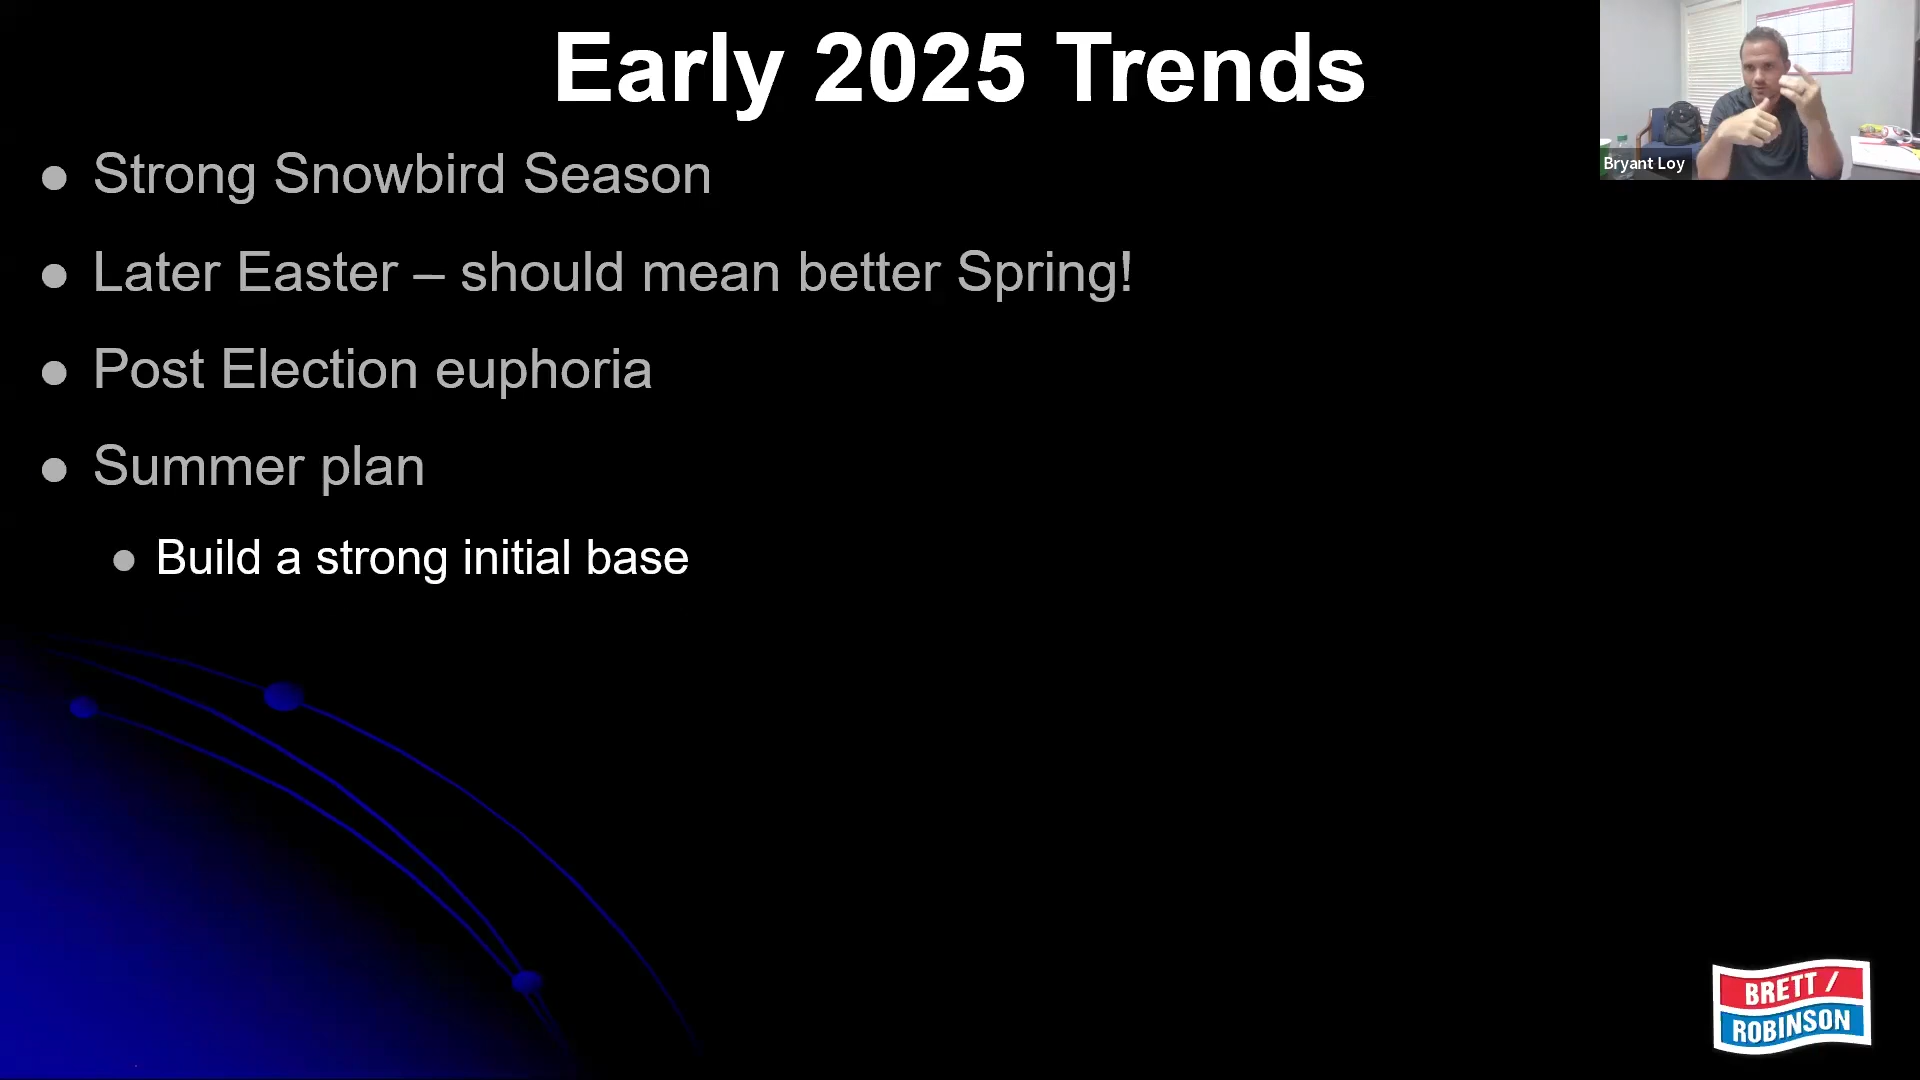 Early 2025 Trends
Bryant Loy
● Strong Snowbird Season
● Later Easter – should mean better Spring!
● Post Election euphoria
● Summer plan
● Build a strong initial base
BRETT /
ROBINSON